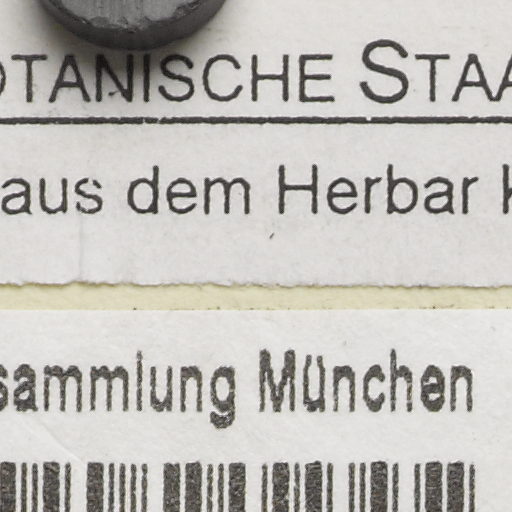 OTANISCHE STAA
aus dem Herbar K
sammlung München